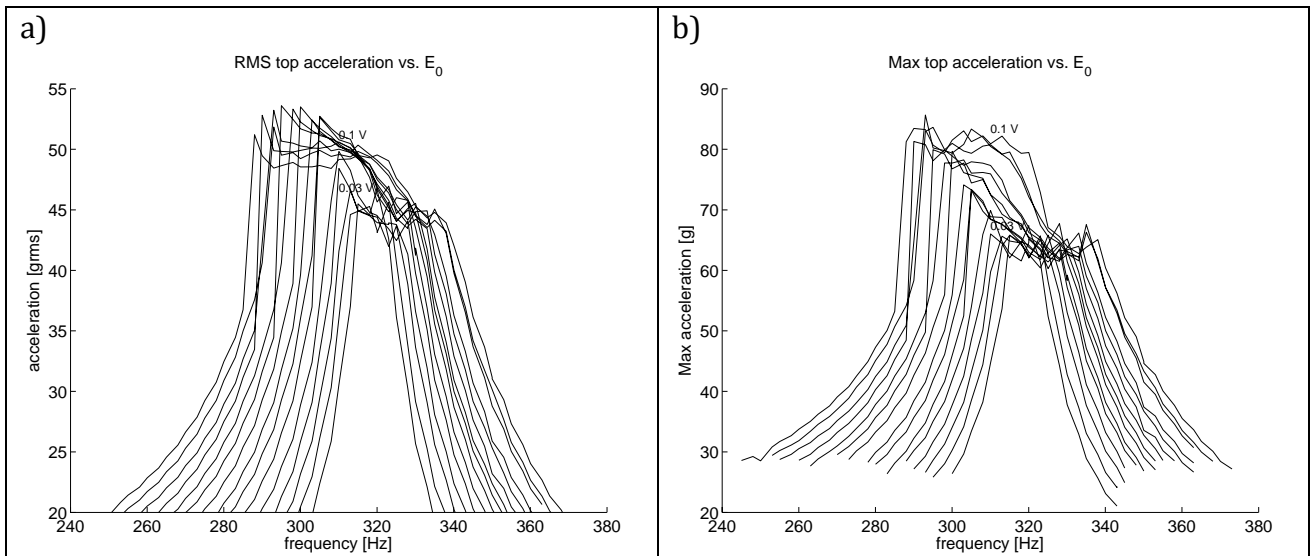 a)
RMS top acceleration vs. E0
55
50
45
40
35
30
25
20
acceleration [grms]
0.1 V
0.03 V
240 260 280 300 320 340 360 380
frequency [Hz]
b)
Max top acceleration vs. E0
90
80
70
60
50
40
30
20
Max acceleration [g]
0.1 V
0.03 V
240 260 280 300 320 340 360 380
frequency [Hz]